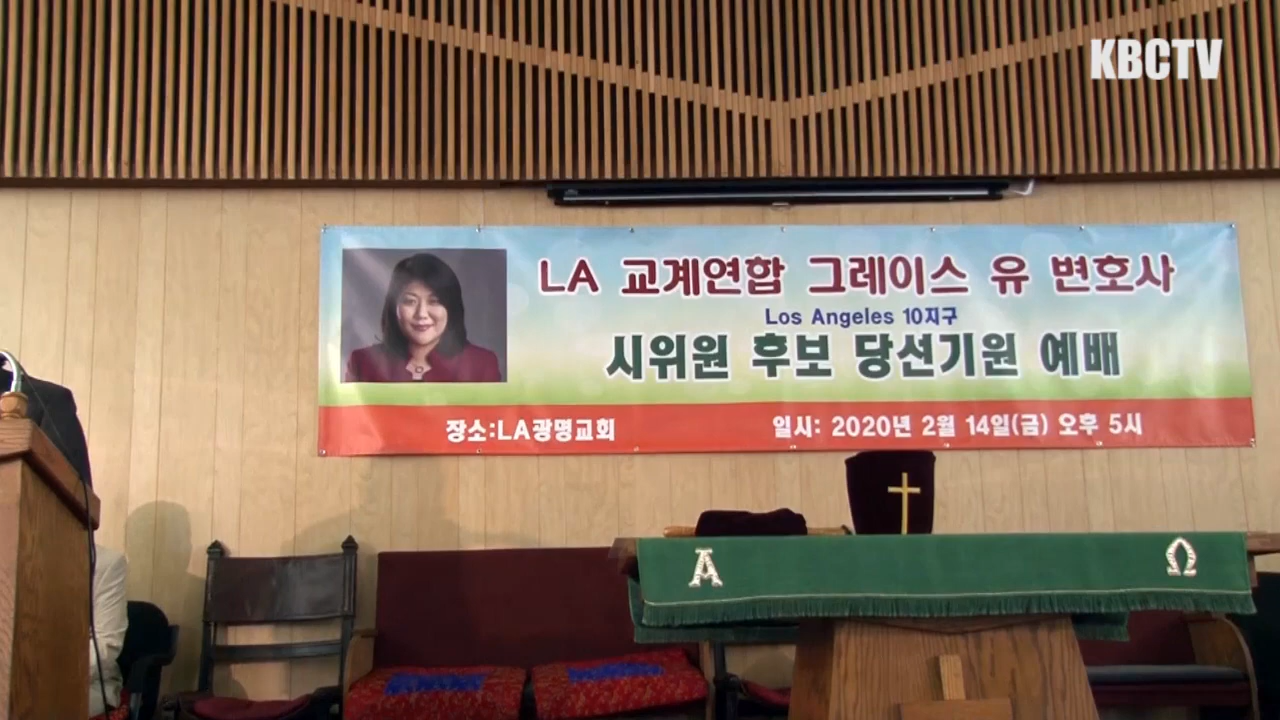 KBCTV
LA 교계연합 그레이스 유 변호사
Los Angeles 10지구
시위원 후보 당선기원 예배
장소:LA광명교회 일시: 2020년 2월 14일(금) 오후 5시
Α Ω